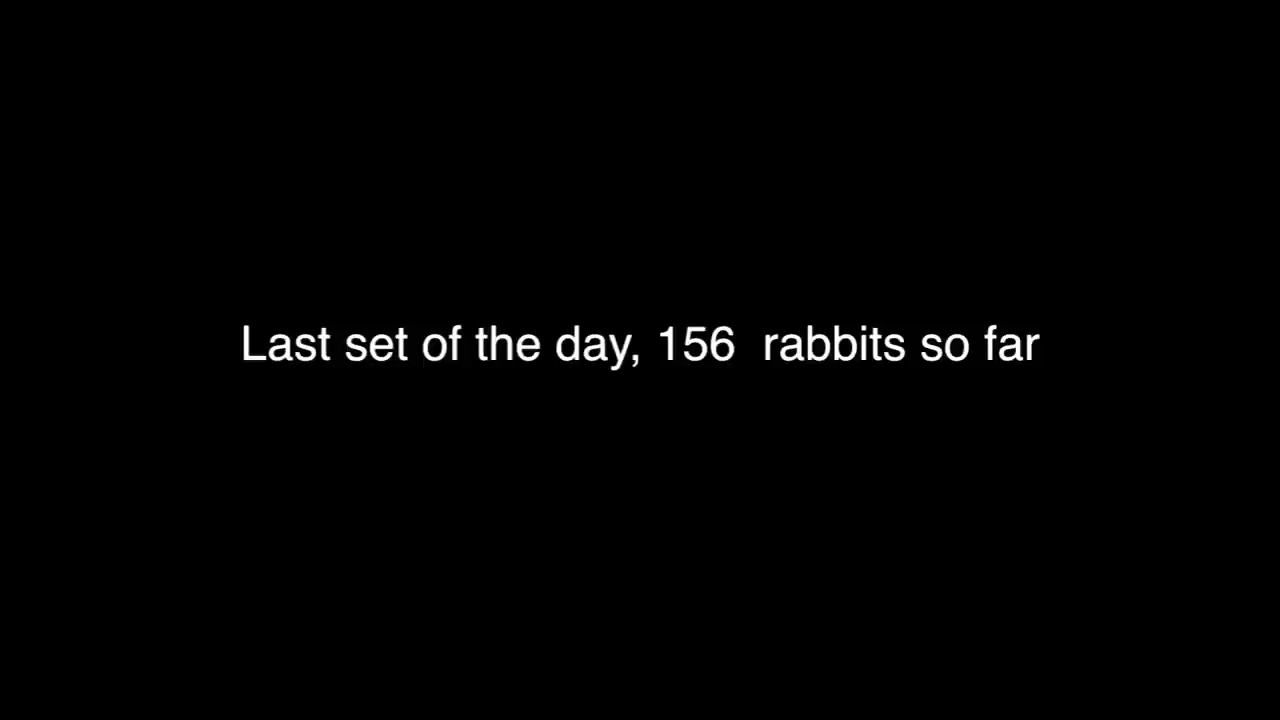 Last set of the day, 156  rabbits so far